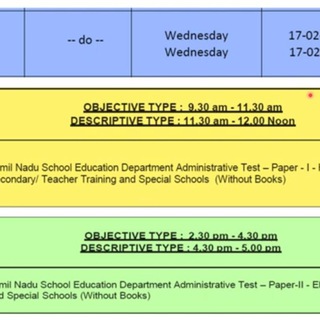 -- do -- Wednesday 17-02
Wednesday 17-02
OBJECTIVE TYPE : 9.30 am - 11.30 am
DESCRIPTIVE TYPE : 11.30 am - 12.00 Noon
mil Nadu School Education Department Administrative Test – Paper - I -
condary/ Teacher Training and Special Schools (Without Books)
OBJECTIVE TYPE : 2.30 pm - 4.30 pm
DESCRIPTIVE TYPE : 4.30 pm - 5.00 pm
mil Nadu School Education Department Administrative Test – Paper-II - El
d Special Schools (Without Books)